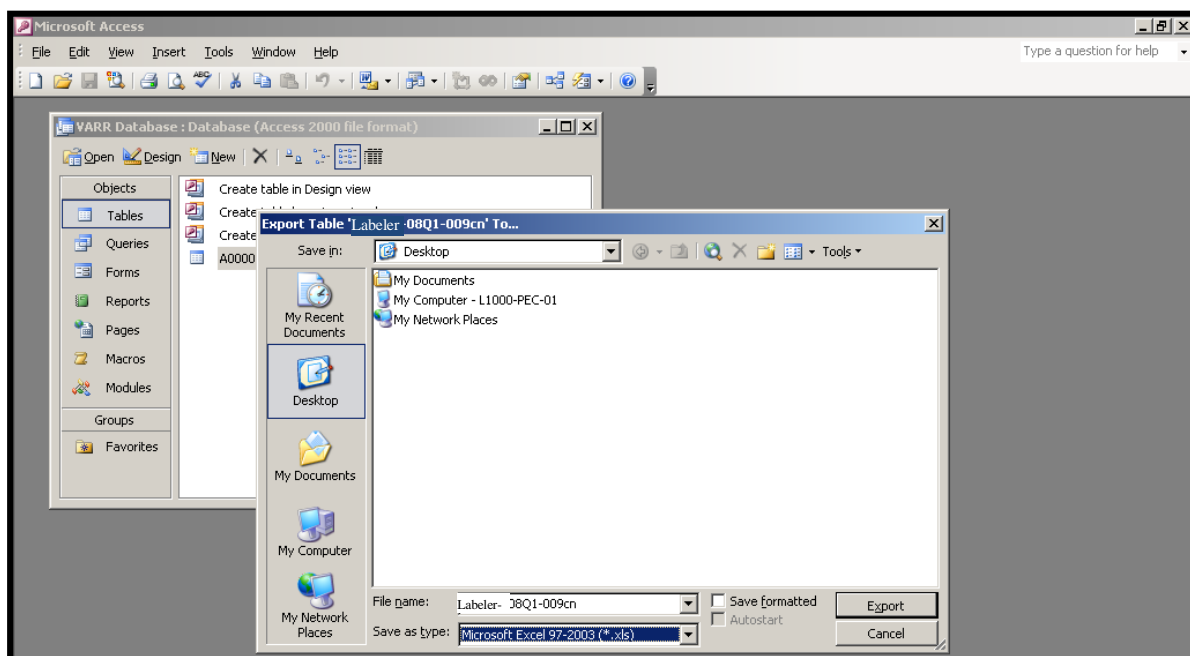 Microsoft Access
File Edit View Insert Tools Window Help
Type a question for help
VARR Database : Database (Access 2000 file format)
Open Design New
Objects
Tables
Queries
Forms
Reports
Pages
Macros
Modules
Groups
Favorites
Create table in Design view
Create
Create
A0000
Export Table 'Labeler -08Q1-009cn' To...
Save in: Desktop Tools
My Recent Documents
Desktop
My Documents
My Computer
My Network Places
My Documents
My Computer - L1000-PEC-01
My Network Places
File name: Labeler- 08Q1-009cn
Save as type: Microsoft Excel 97-2003 (*.xls)
Save formatted
Autostart
Export
Cancel